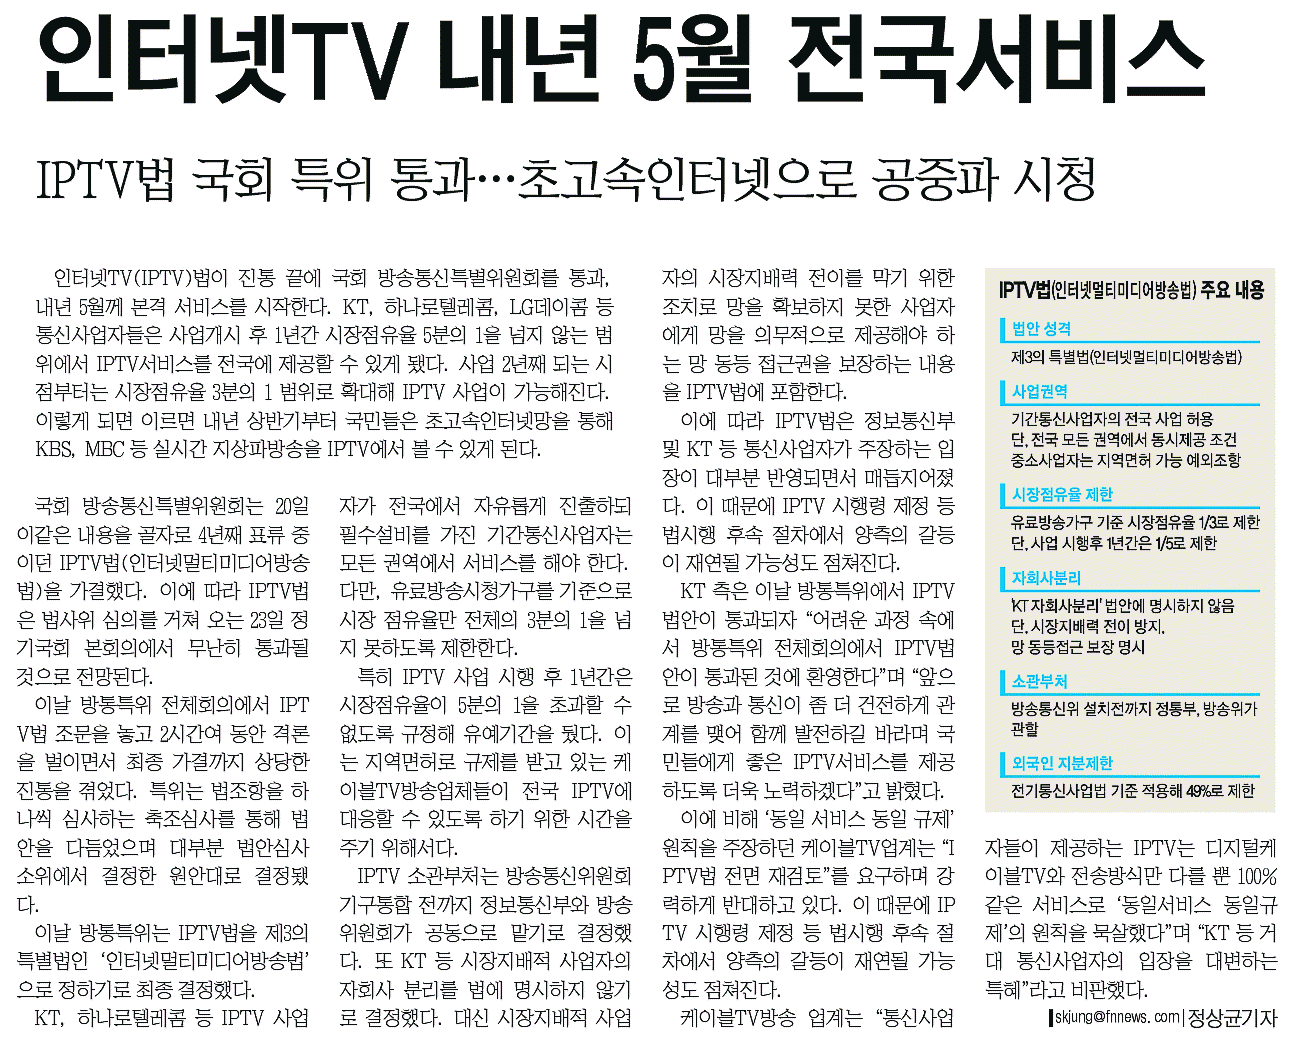 인터넷TV 내년 5월 전국서비스
IPTV법 국회 특위 통과…초고속인터넷으로 공중파 시청
인터넷TV(IPTV)법이 진통 끝에 국회 방송통신특별위원회를 통과,
내년 5월께 본격 서비스를 시작한다. KT, 하나로텔레콤, LG데이콤 등
통신사업자들은 사업개시 후 1년간 시장점유율 5분의 1을 넘지 않는 범
위에서 IPTV서비스를 전국에 제공할 수 있게 됐다. 사업 2년째 되는 시
점부터는 시장점유율 3분의 1 범위로 확대해 IPTV 사업이 가능해진다.
이렇게 되면 이르면 내년 상반기부터 국민들은 초고속인터넷망을 통해
KBS, MBC 등 실시간 지상파방송을 IPTV에서 볼 수 있게 된다.
국회 방송통신특별위원회는 20일
이같은 내용을 골자로 4년째 표류 중
이던 IPTV법(인터넷멀티미디어방송
법)을 가결했다. 이에 따라 IPTV법
은 법사위 심의를 거쳐 오는 23일 정
기국회 본회의에서 무난히 통과될
것으로 전망된다.
이날 방통특위 전체회의에서 IPT
V법 조문을 놓고 2시간여 동안 격론
을 벌이면서 최종 가결까지 상당한
진통을 겪었다. 특위는 법조항을 하
나씩 심사하는 축조심사를 통해 법
안을 다듬었으며 대부분 법안심사
소위에서 결정한 원안대로 결정됐
다.
이날 방통특위는 IPTV법을 제3의
특별법인 ‘인터넷멀티미디어방송법’
으로 정하기로 최종 결정했다.
KT, 하나로텔레콤 등 IPTV 사업
자가 전국에서 자유롭게 진출하되
필수설비를 가진 기간통신사업자는
모든 권역에서 서비스를 해야 한다.
다만, 유료방송시청가구를 기준으로
시장 점유율만 전체의 3분의 1을 넘
지 못하도록 제한한다.
특히 IPTV 사업 시행 후 1년간은
시장점유율이 5분의 1을 초과할 수
없도록 규정해 유예기간을 뒀다. 이
는 지역면허로 규제를 받고 있는 케
이블TV방송업체들이 전국 IPTV에
대응할 수 있도록 하기 위한 시간을
주기 위해서다.
IPTV 소관부처는 방송통신위원회
기구통합 전까지 정보통신부와 방송
위원회가 공동으로 맡기로 결정했
다. 또 KT 등 시장지배적 사업자의
자회사 분리를 법에 명시하지 않기
로 결정했다. 대신 시장지배적 사업
자의 시장지배력 전이를 막기 위한
조치로 망을 확보하지 못한 사업자
에게 망을 의무적으로 제공해야 하
는 망 동등 접근권을 보장하는 내용
을 IPTV법에 포함한다.
이에 따라 IPTV법은 정보통신부
및 KT 등 통신사업자가 주장하는 입
장이 대부분 반영되면서 매듭지어졌
다. 이 때문에 IPTV 시행령 제정 등
법시행 후속 절차에서 양측의 갈등
이 재연될 가능성도 점쳐진다.
KT 측은 이날 방통특위에서 IPTV
법안이 통과되자 “어려운 과정 속에
서 방통특위 전체회의에서 IPTV법
안이 통과된 것에 환영한다”며 “앞으
로 방송과 통신이 좀 더 건전하게 관
계를 맺어 함께 발전하길 바라며 국
민들에게 좋은 IPTV서비스를 제공
하도록 더욱 노력하겠다”고 밝혔다.
이에 비해 ‘동일 서비스 동일 규제’
원칙을 주장하던 케이블TV업계는 “I
PTV법 전면 재검토”를 요구하며 강
력하게 반대하고 있다. 이 때문에 IP
TV 시행령 제정 등 법시행 후속 절
차에서 양측의 갈등이 재연될 가능
성도 점쳐진다.
케이블TV방송 업계는 “통신사업
IPTV법(인터넷멀티미디어방송법) 주요 내용
법안 성격
제3의 특별법(인터넷멀티미디어방송법)
사업권역
기간통신사업자의 전국 사업 허용
단, 전국 모든 권역에서 동시제공 조건
중소사업자는 지역면허 가능 예외조항
시장점유율 제한
유료방송가구 기준 시장점유율 1/3로 제한
단, 사업 시행후 1년간은 1/5로 제한
자회사분리
‘KT 자회사분리’ 법안에 명시하지 않음
단, 시장지배력 전이 방지,
망 동등접근 보장 명시
소관부처
방송통신위 설치전까지 정통부, 방송위가
관할
외국인 지분제한
전기통신사업법 기준 적용해 49%로 제한
자들이 제공하는 IPTV는 디지털케
이블TV와 전송방식만 다를 뿐 100%
같은 서비스로 ‘동일서비스 동일규
제’의 원칙을 묵살했다”며 “KT 등 거
대 통신사업자의 입장을 대변하는
특혜”라고 비판했다.
skjung@fnnews.com 정상균기자